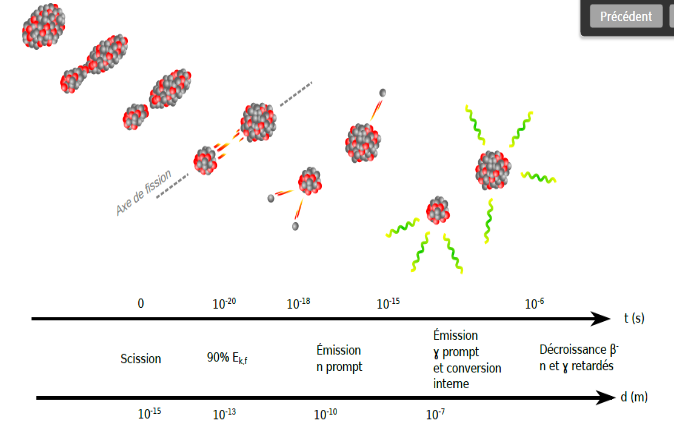 Précédent
Axe de fission
0 10⁻²⁰ 10⁻¹⁸ 10⁻¹⁵ 10⁻⁶ t (s)
Scission
90% Eₖ,f
Émission
n prompt
Émission
ɣ prompt
et conversion
interne
Décroissance β⁻
n et ɣ retardés
d (m)
10⁻¹⁵ 10⁻¹³ 10⁻¹⁰ 10⁻⁷